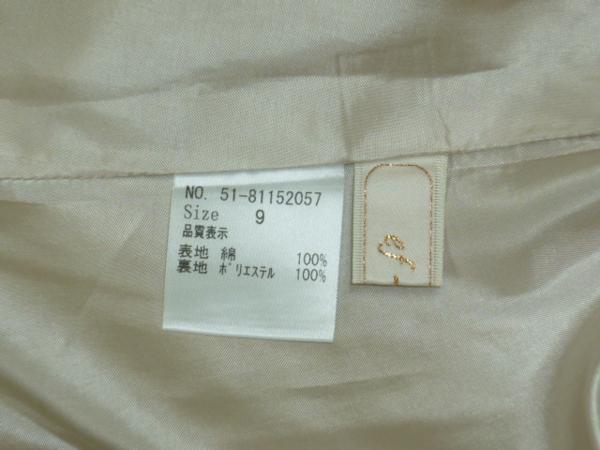 NO. 51-81152057
Size 9
品質表示
表地 綿 100%
裏地 ポリエステル 100%